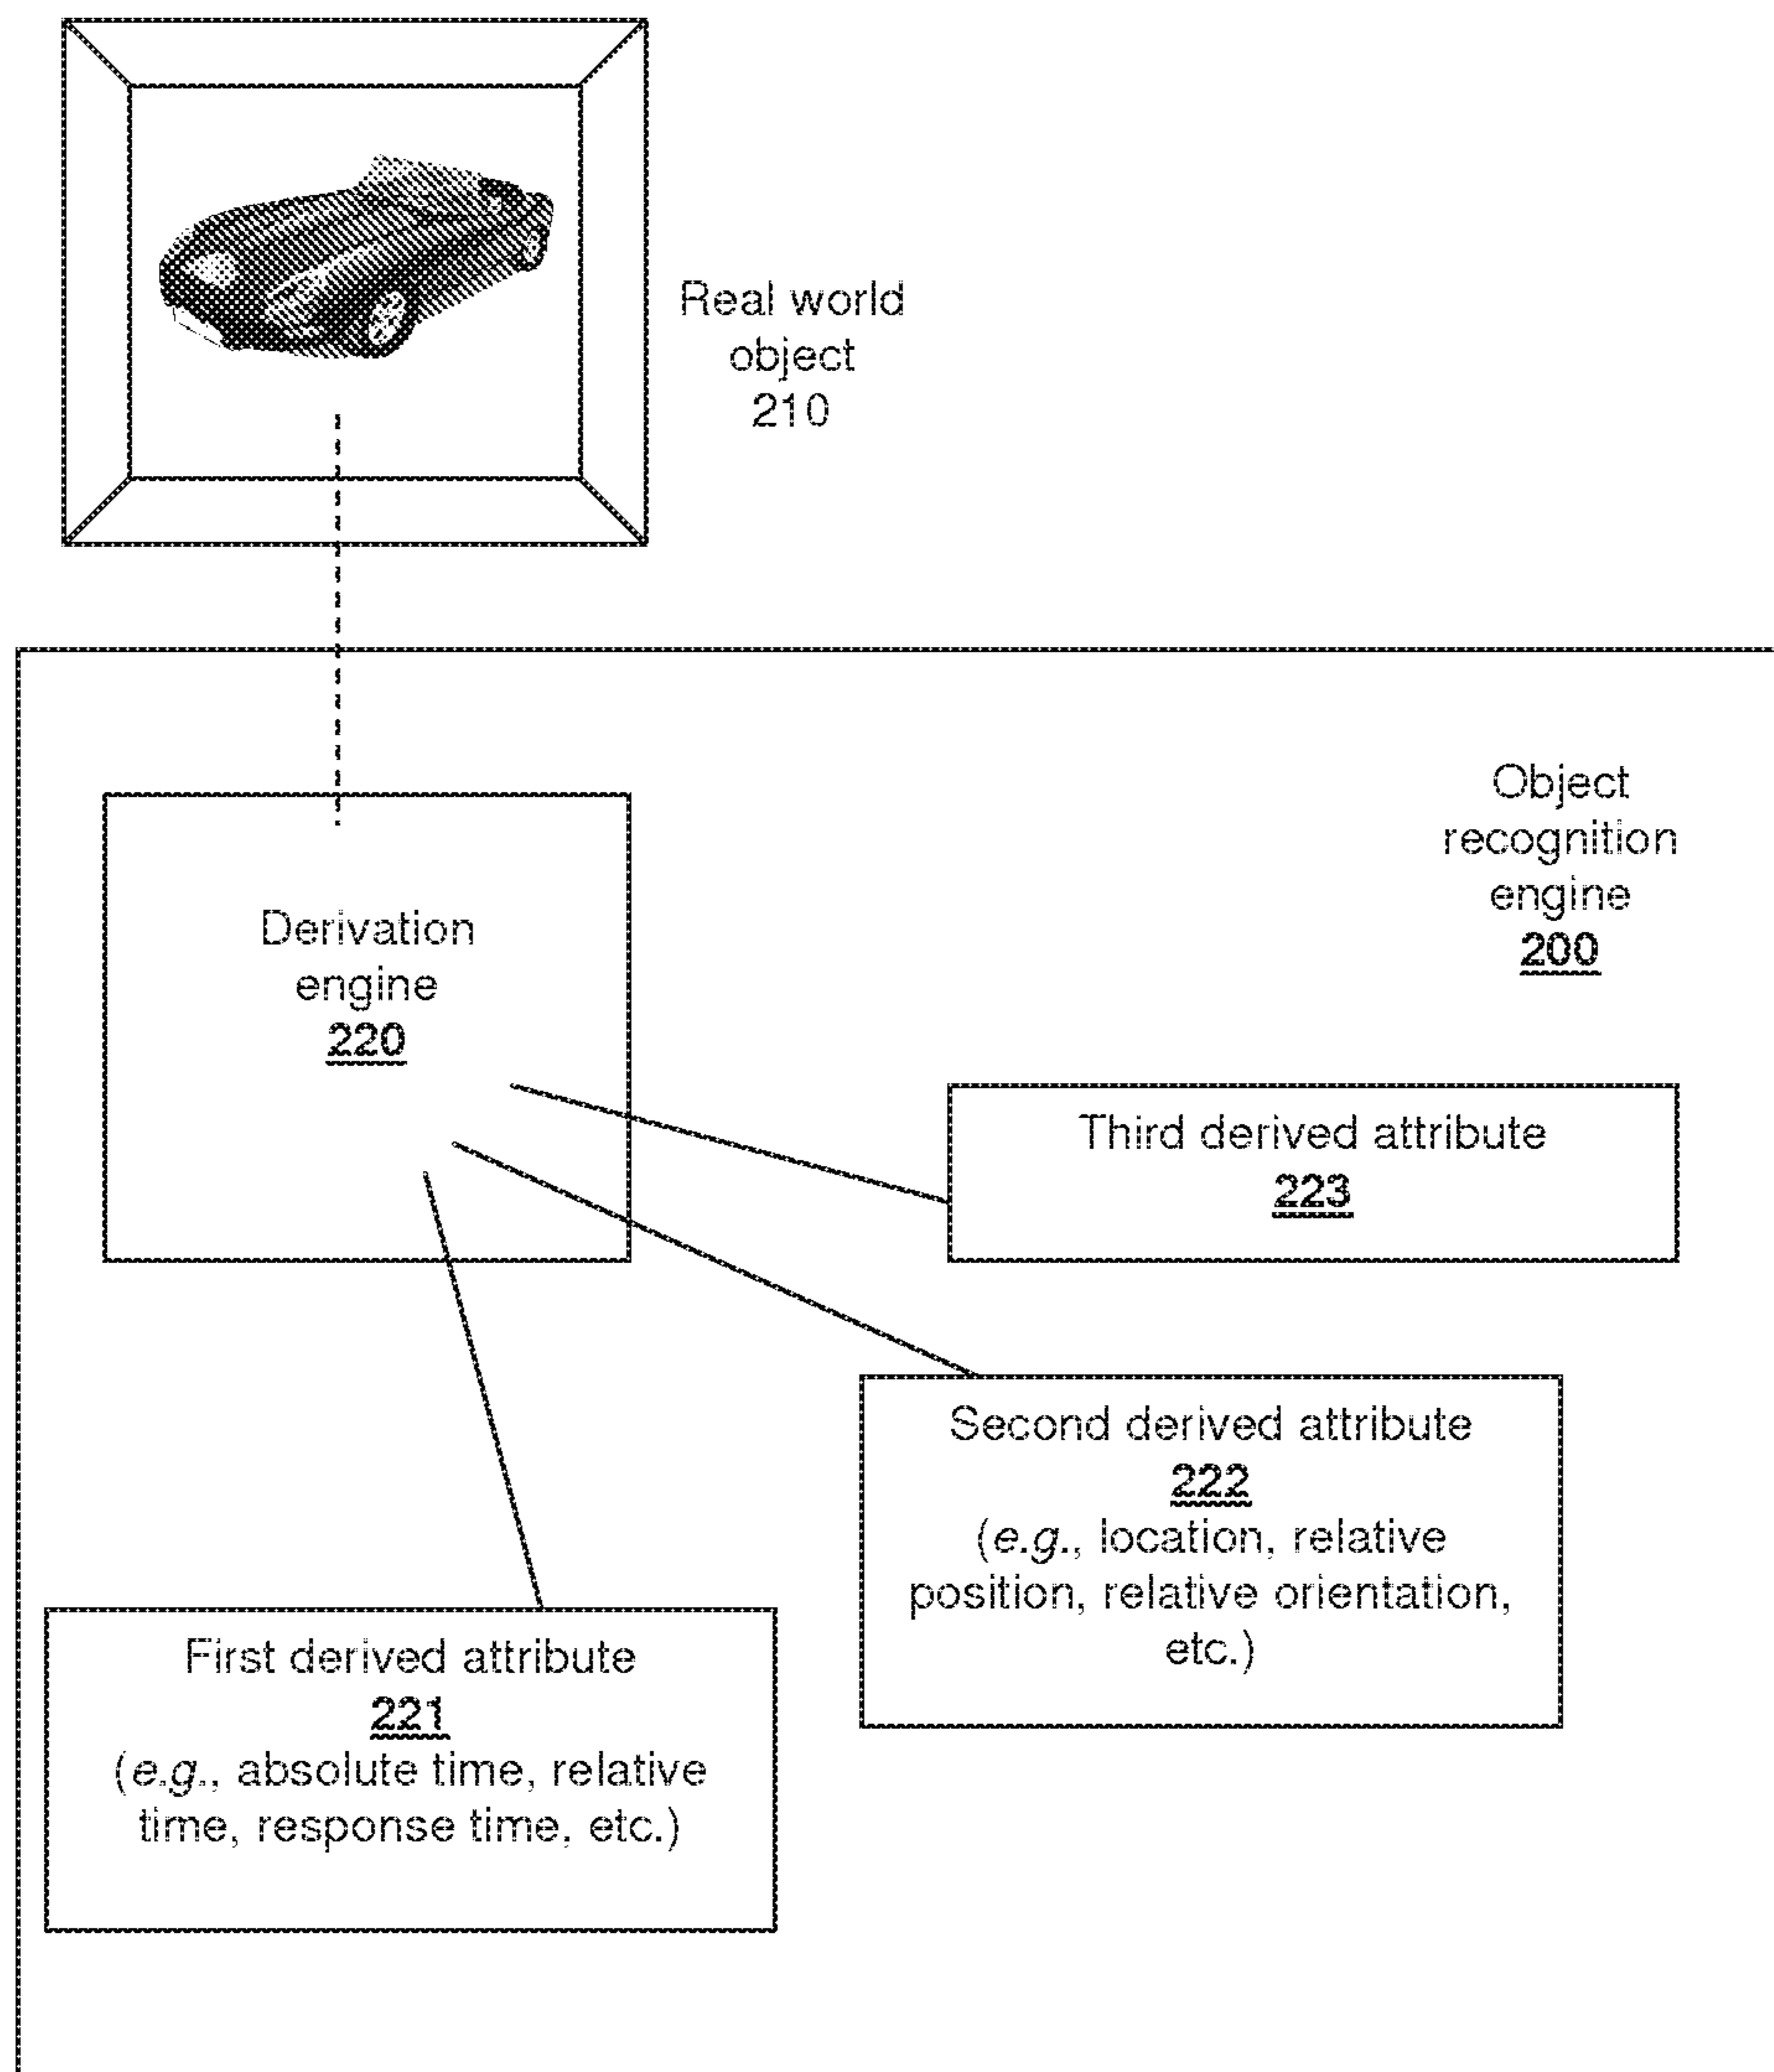 Real world
object
210
Object
recognition
engine
200
Derivation
engine
220
Third derived attribute
223
Second derived attribute
222
(e.g., location, relative
position, relative orientation,
etc.)
First derived attribute
221
(e.g., absolute time, relative
time, response time, etc.)